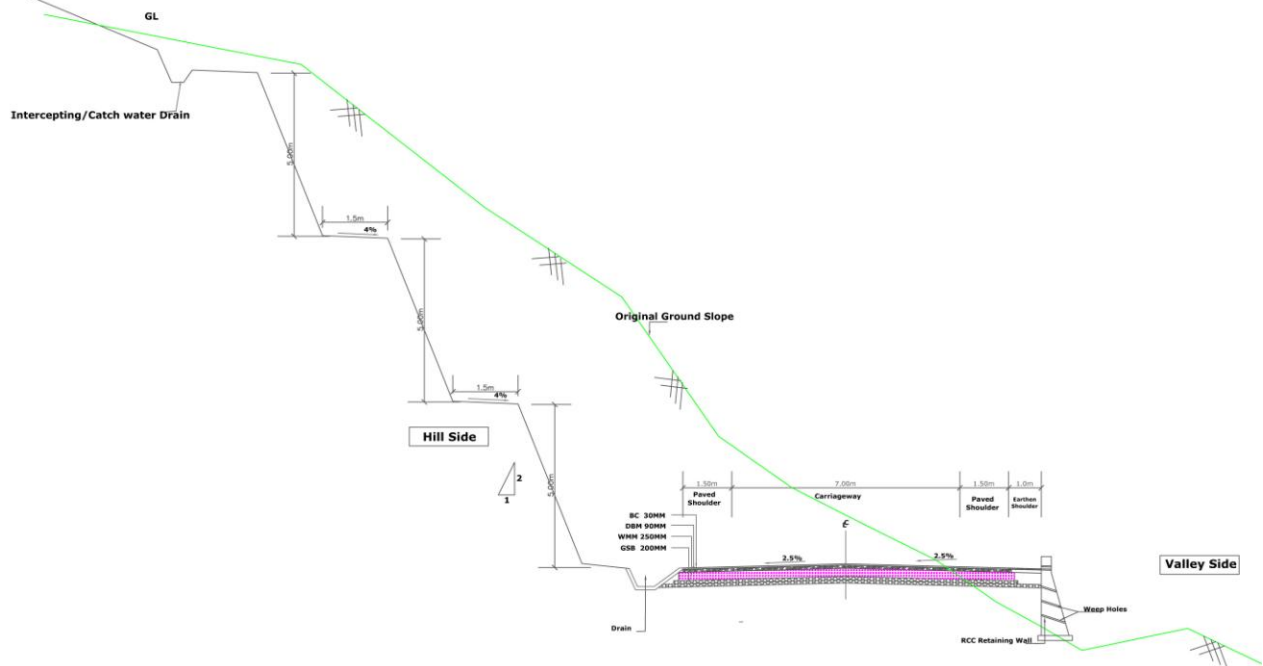 GL
Intercepting/Catch water Drain
5.00m
1.5m
4%
5.00m
Original Ground Slope
1.5m
4%
Hill Side
2
1
5.00m
1.50m
7.00m
1.50m
1.0m
Paved
Shoulder
Carriageway
Paved
Shoulder
Earthen
Shoulder
BC 30MM
DBM 90MM
WMM 250MM
GSB 200MM
2.5%
2.5%
Valley Side
Weep Holes
Drain
RCC Retaining Wall